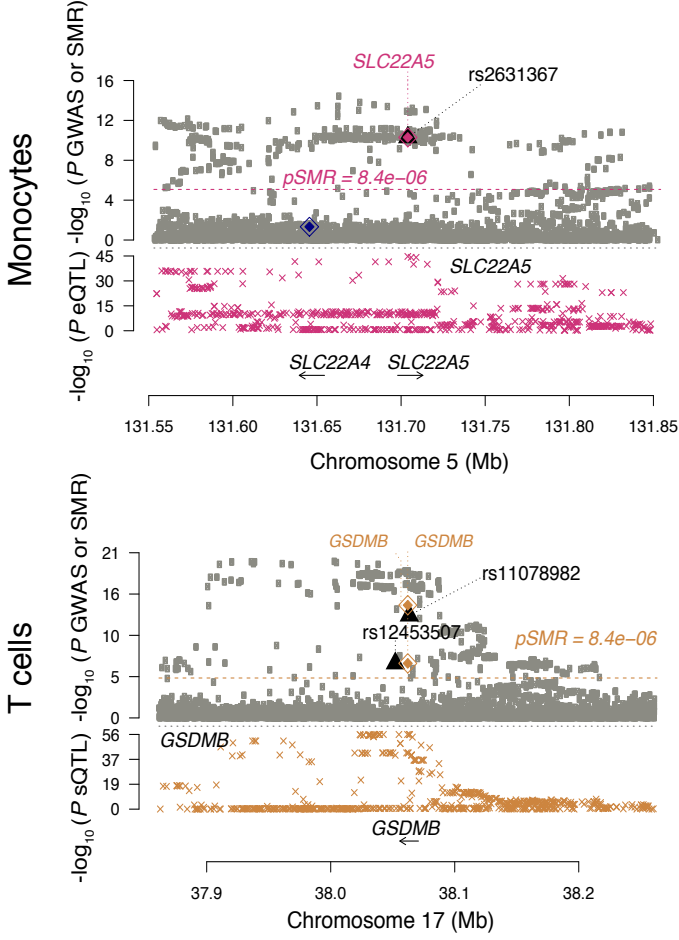 Monocytes
-log10 (P GWAS or SMR)
16
12
8
4
0
SLC22A5
rs2631367
pSMR = 8.4e−06
-log10 (P eQTL)
45
30
15
0
SLC22A5
SLC22A4 SLC22A5
131.55 131.60 131.65 131.70 131.75 131.80 131.85
Chromosome 5 (Mb)
T cells
-log10 (P GWAS or SMR)
21
16
10
5
0
GSDMB GSDMB
rs11078982
rs12453507
pSMR = 8.4e−06
-log10 (P sQTL)
56
37
19
0
GSDMB
GSDMB
37.9 38.0 38.1 38.2
Chromosome 17 (Mb)